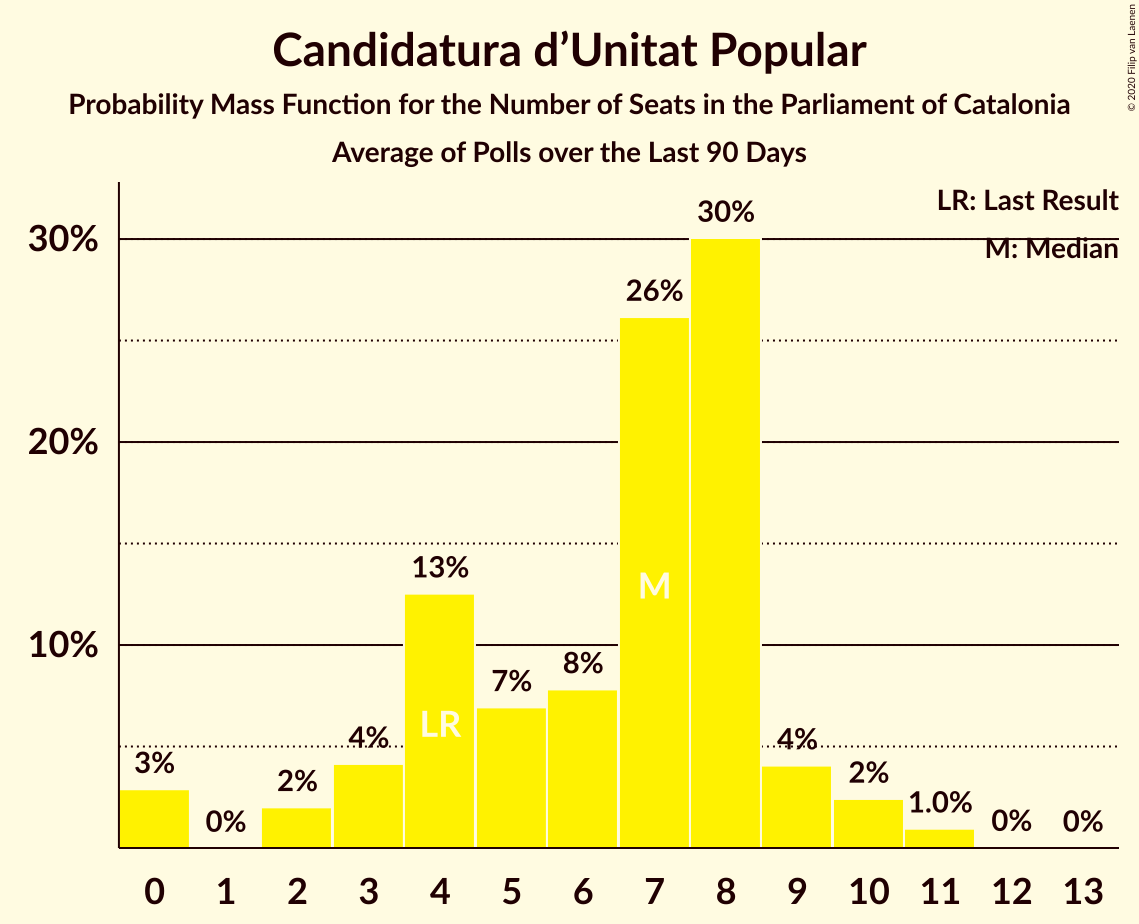 Candidatura d’Unitat Popular
Probability Mass Function for the Number of Seats in the Parliament of Catalonia
Average of Polls over the Last 90 Days
© 2020 Filip van Laenen
LR: Last Result
M: Median
30%
20%
10%
3%
0%
2%
4%
13%
7%
8%
26%
30%
4%
2%
1.0%
0%
0%
LR
M
0 1 2 3 4 5 6 7 8 9 10 11 12 13